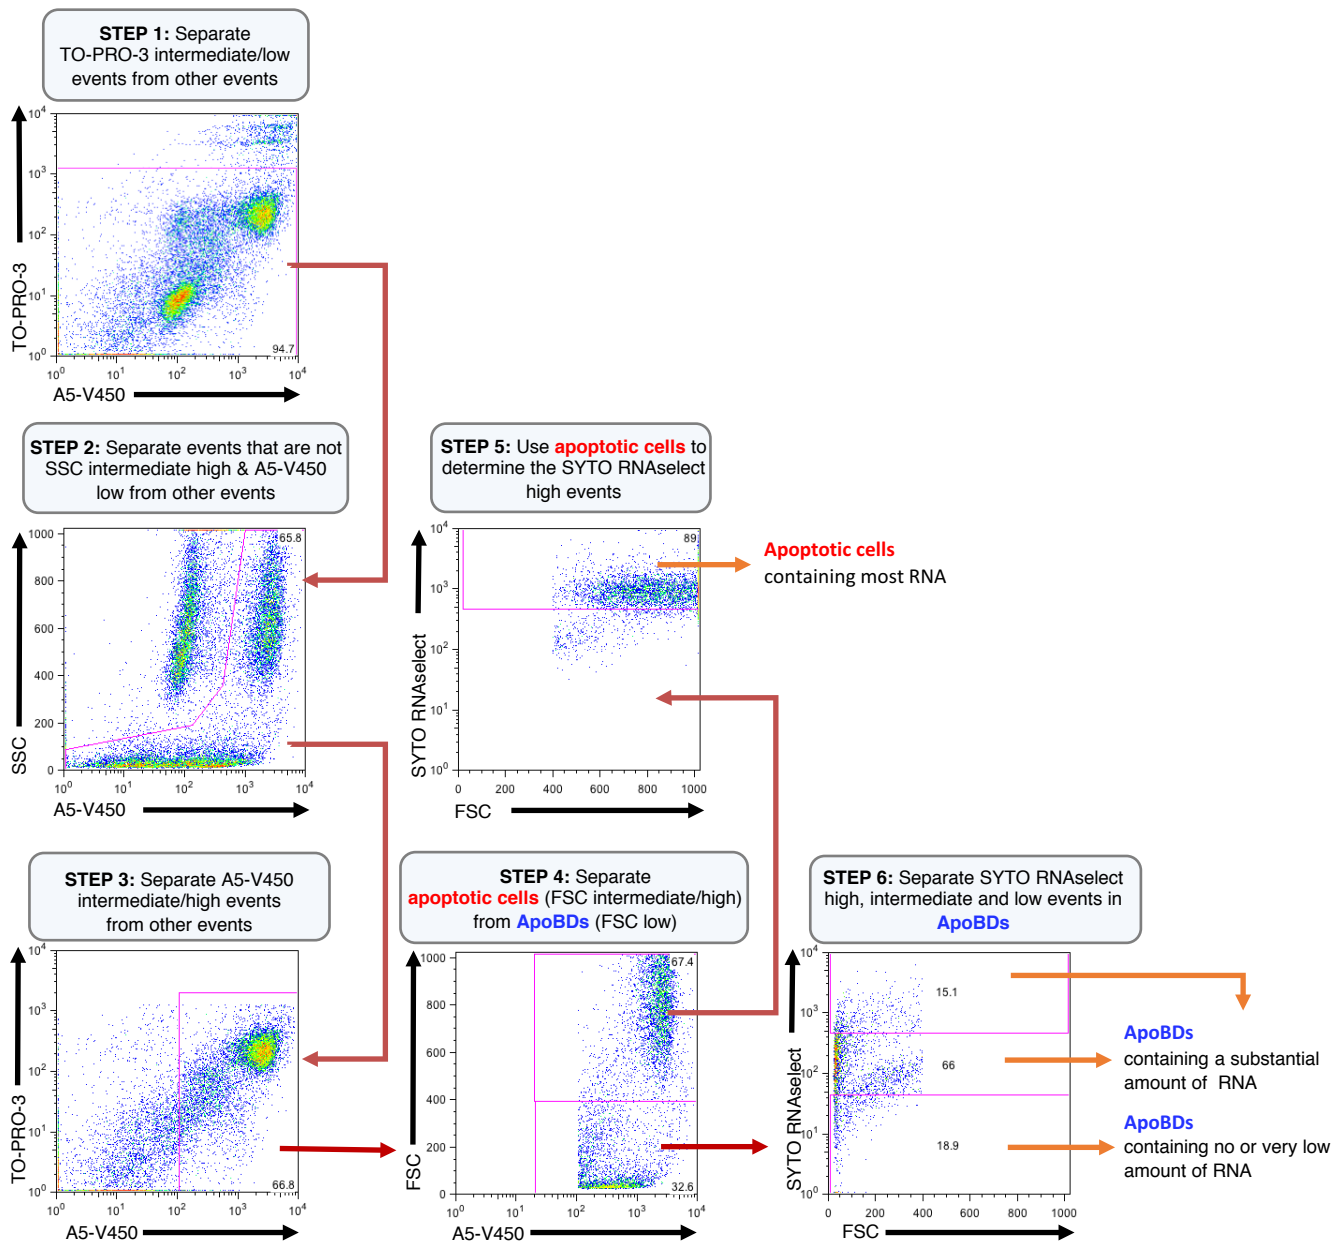 STEP 1: Separate
TO-PRO-3 intermediate/low
events from other events
10⁴
10³
10²
10¹
10⁰
TO-PRO-3
94.7
10⁰ 10¹ 10² 10³ 10⁴
A5-V450
STEP 2: Separate events that are not
SSC intermediate high & A5-V450
low from other events
1000
800
600
400
200
0
SSC
65.8
10⁰ 10¹ 10² 10³ 10⁴
A5-V450
STEP 5: Use apoptotic cells to
determine the SYTO RNAselect
high events
10⁴
10³
10²
10¹
10⁰
SYTO RNAselect
89
0 200 400 600 800 1000
FSC
Apoptotic cells
containing most RNA
STEP 3: Separate A5-V450
intermediate/high events
from other events
10⁴
10³
10²
10¹
10⁰
TO-PRO-3
66.8
10⁰ 10¹ 10² 10³ 10⁴
A5-V450
STEP 4: Separate
apoptotic cells (FSC intermediate/high)
from ApoBDs (FSC low)
1000
800
600
400
200
0
FSC
67.4
32.6
10⁰ 10¹ 10² 10³ 10⁴
A5-V450
STEP 6: Separate SYTO RNAselect
high, intermediate and low events in
ApoBDs
10⁴
10³
10²
10¹
10⁰
SYTO RNAselect
15.1
66
18.9
0 200 400 600 800 1000
FSC
ApoBDs
containing a substantial
amount of RNA
ApoBDs
containing no or very low
amount of RNA